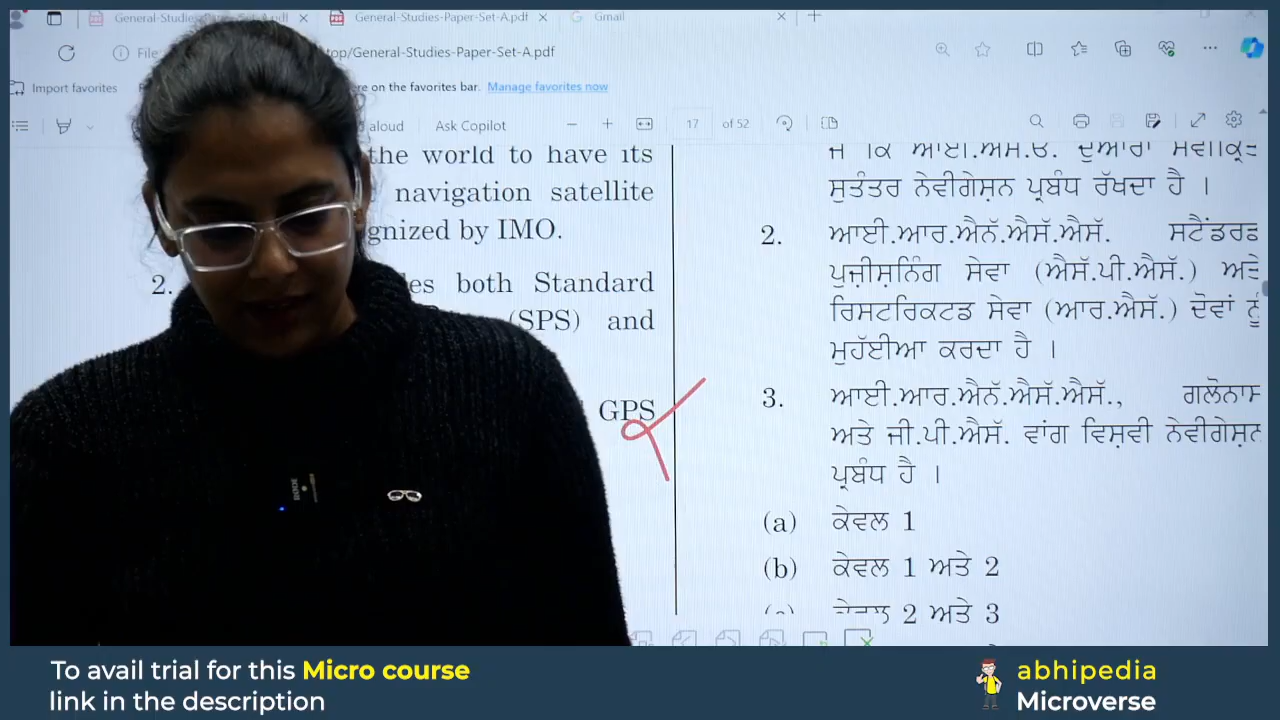 General-Studies-Paper-Set-A.pdf
General-Studies-Paper-Set-A.pdf
Gmail
File
top/General-Studies-Paper-Set-A.pdf
Import favorites
re on the favorites bar. Manage favorites now
aloud
Ask Copilot
17
of 52
the world to have its
navigation satellite
gnized by IMO.
2.
es both Standard
(SPS) and
GPS
ਸੁਤੰਤਰ ਨੇਵੀਗੇਸ਼ਨ ਪ੍ਰਬੰਧ ਰੱਖਦਾ ਹੈ ।
2. ਆਈ.ਆਰ.ਐਨੱ.ਐਸੱ.ਐਸੱ. ਸਟੈਂਡਰਡ
ਪੁਜ਼ੀਸ਼ਨਿੰਗ ਸੇਵਾ (ਐਸੱ.ਪੀ.ਐਸੱ.) ਅਤੇ
ਰਿਸਟਰਿਕਟਡ ਸੇਵਾ (ਆਰ.ਐਸੱ.) ਦੋਵਾਂ ਨੂੰ
ਮੁਹੱਈਆ ਕਰਦਾ ਹੈ ।
3. ਆਈ.ਆਰ.ਐਨੱ.ਐਸੱ.ਐਸੱ., ਗਲੋਨਾਸ
ਅਤੇ ਜੀ.ਪੀ.ਐਸੱ. ਵਾਂਗ ਵਿਸ਼ਵੀ ਨੇਵੀਗੇਸ਼ਨ
ਪ੍ਰਬੰਧ ਹੈ ।
(a) ਕੇਵਲ 1
(b) ਕੇਵਲ 1 ਅਤੇ 2
2 ਅਤੇ 3
To avail trial for this Micro course
link in the description
abhipedia
Microverse